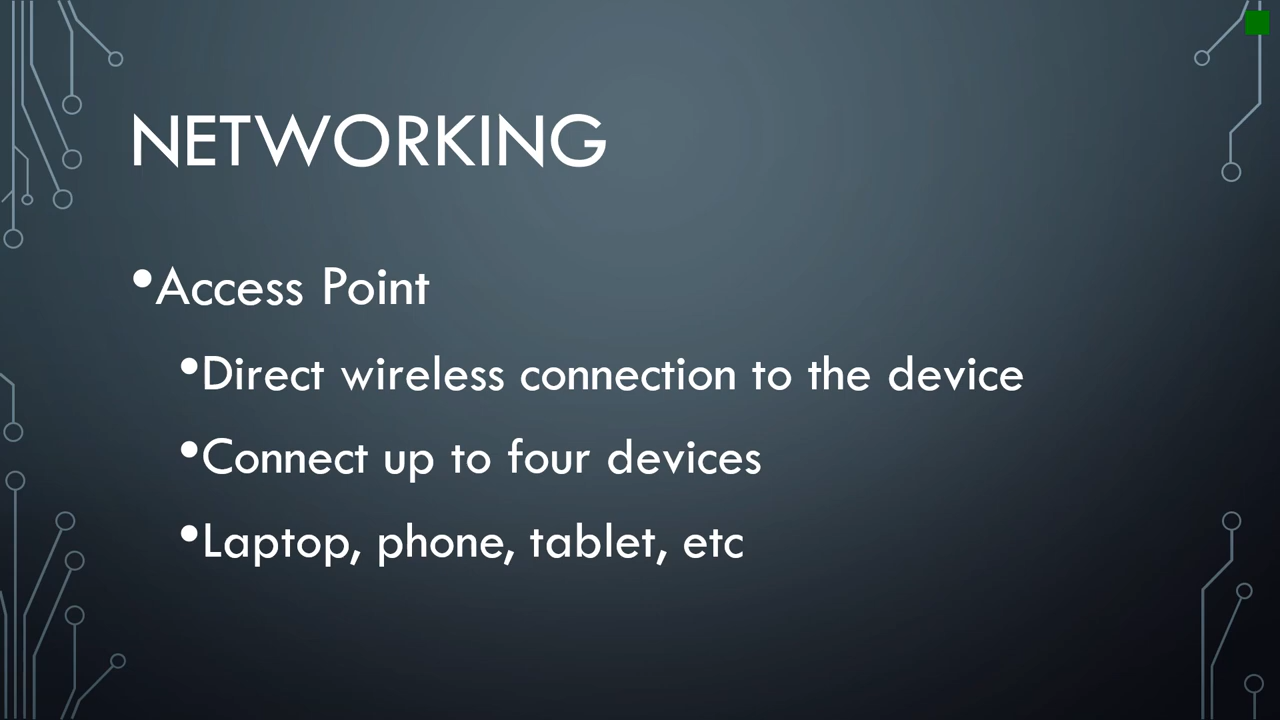 NETWORKING
•Access Point
•Direct wireless connection to the device
•Connect up to four devices
•Laptop, phone, tablet, etc